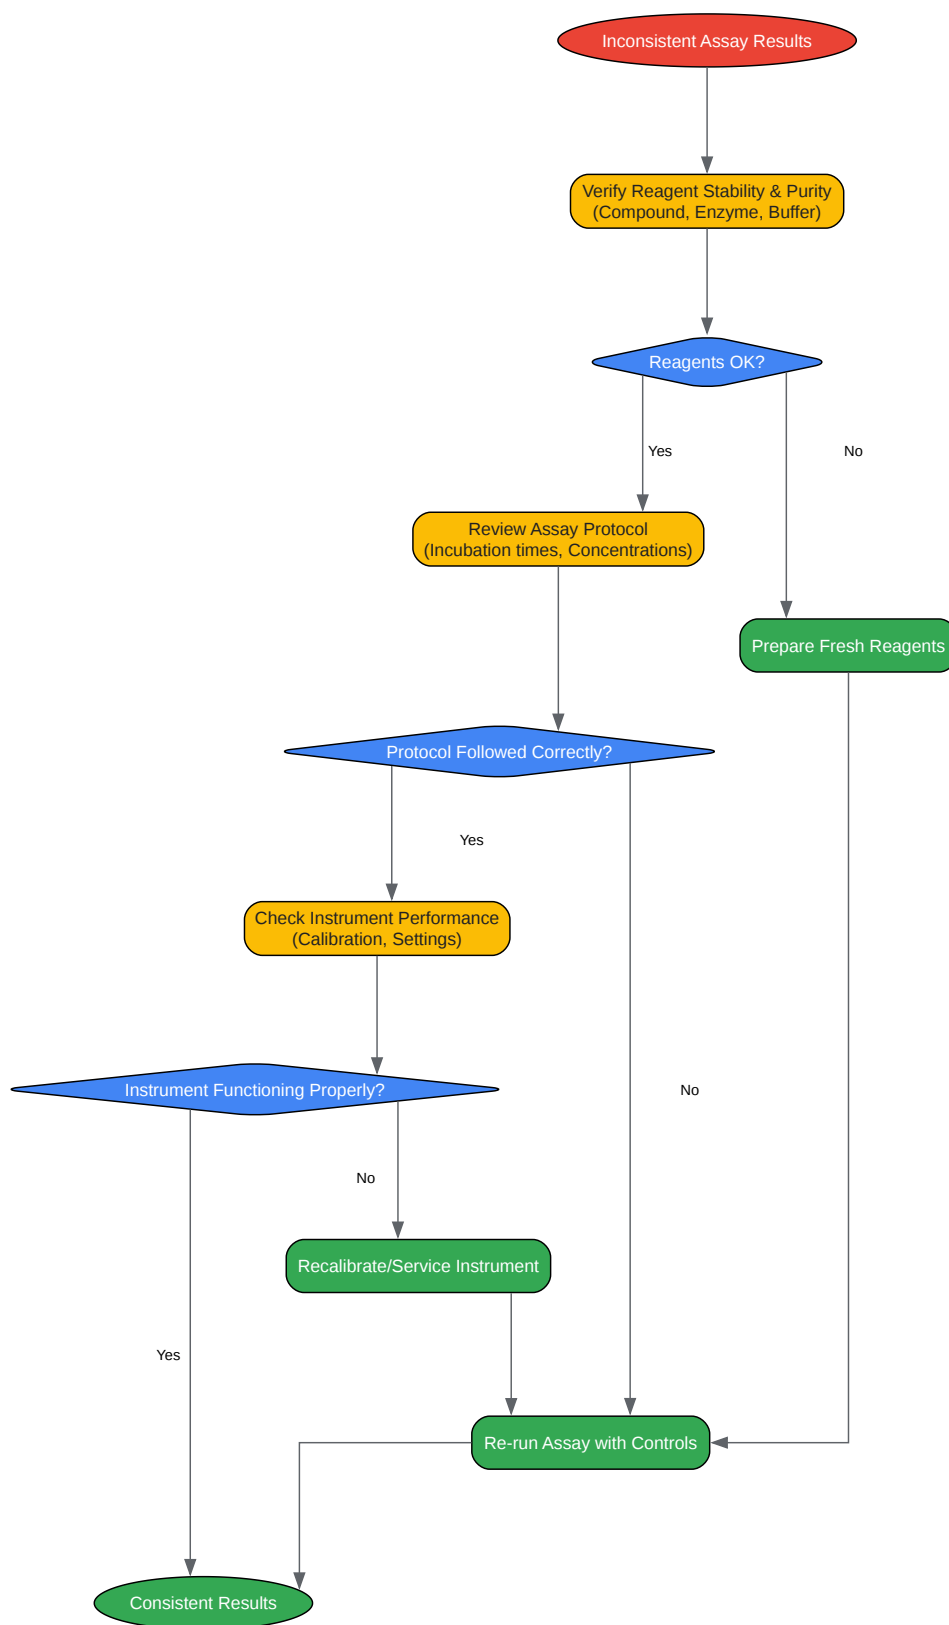 Inconsistent Assay Results
Verify Reagent Stability & Purity
(Compound, Enzyme, Buffer)
Reagents OK?
Yes
No
Review Assay Protocol
(Incubation times, Concentrations)
Prepare Fresh Reagents
Protocol Followed Correctly?
Yes
Check Instrument Performance
(Calibration, Settings)
Instrument Functioning Properly?
No
No
Recalibrate/Service Instrument
Yes
Re-run Assay with Controls
Consistent Results